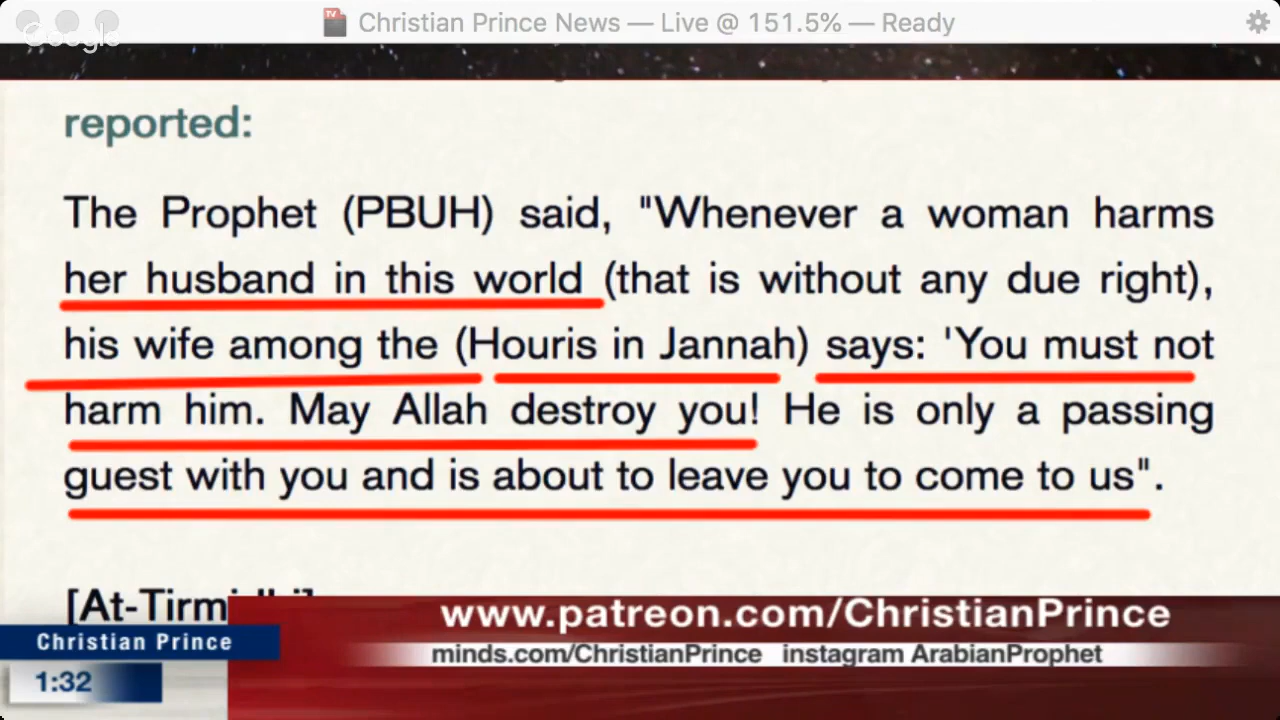 Christian Prince News — Live @ 151.5% — Ready
Google
reported:
The Prophet (PBUH) said, "Whenever a woman harms
her husband in this world (that is without any due right),
his wife among the (Houris in Jannah) says: 'You must not
harm him. May Allah destroy you! He is only a passing
guest with you and is about to leave you to come to us".
www.patreon.com/ChristianPrince
Christian Prince
minds.com/ChristianPrince instagram ArabianProphet
1:32